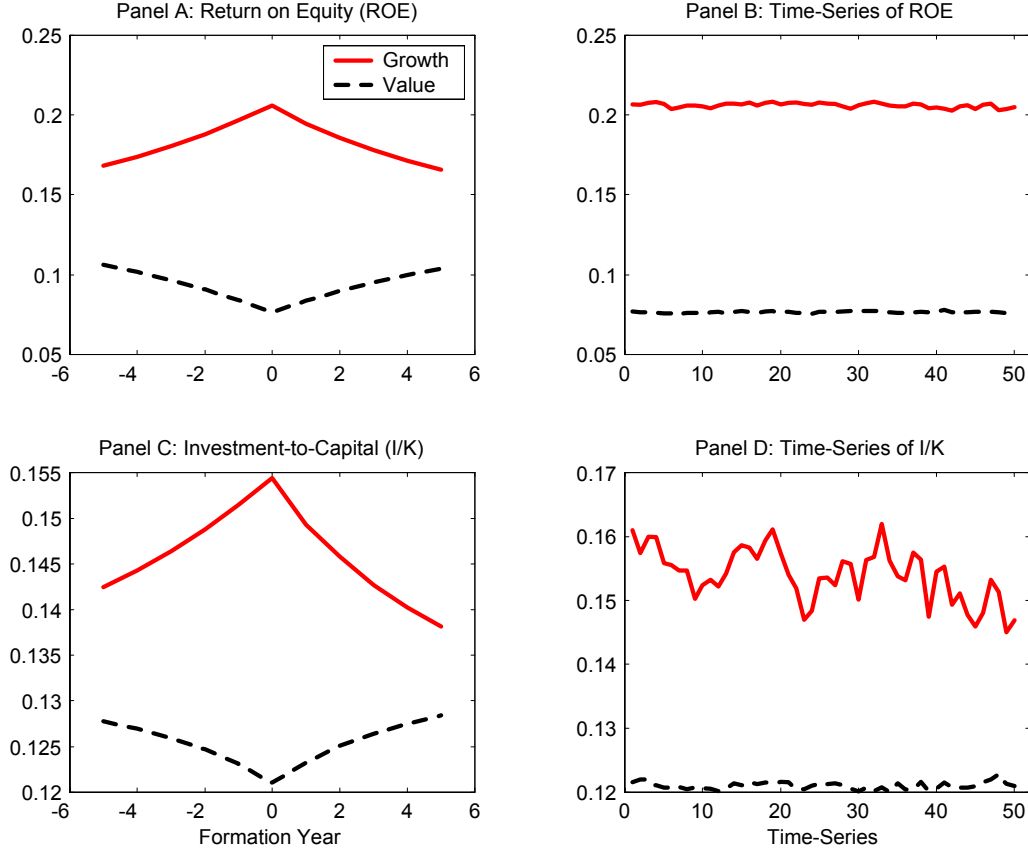 Panel A: Return on Equity (ROE)
0.25
0.2
0.15
0.1
0.05
-6 -4 -2 0 2 4 6
Growth
Value
Panel B: Time-Series of ROE
0.25
0.2
0.15
0.1
0.05
0 10 20 30 40 50
Panel C: Investment-to-Capital (I/K)
0.155
0.15
0.145
0.14
0.135
0.13
0.125
0.12
-6 -4 -2 0 2 4 6
Formation Year
Panel D: Time-Series of I/K
0.17
0.16
0.15
0.14
0.13
0.12
0 10 20 30 40 50
Time-Series